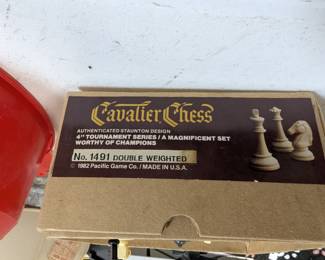 Cavalier Chess
AUTHENTICATED STAUNTON DESIGN
4" TOURNAMENT SERIES / A MAGNIFICENT SET
WORTHY OF CHAMPIONS
No. 1491 DOUBLE WEIGHTED
© 1982 Pacific Game Co. / MADE IN U.S.A.